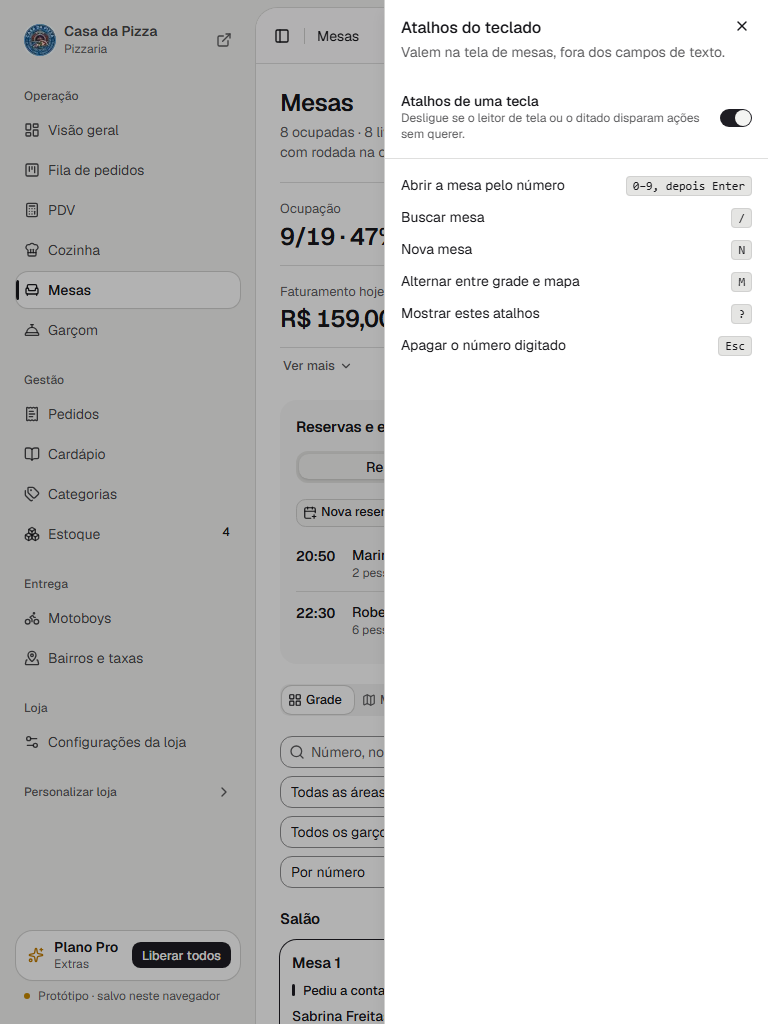 Casa da Pizza
Pizzaria
Operação
Visão geral
Fila de pedidos
PDV
Cozinha
Mesas
Garçom
Gestão
Pedidos
Cardápio
Categorias
Estoque 4
Entrega
Motoboys
Bairros e taxas
Loja
Configurações da loja
Personalizar loja
Plano Pro
Extras
Liberar todos
Protótipo · salvo neste navegador
Mesas
Mesas
8 ocupadas · 8 li
com rodada na c
Ocupação
9/19 · 47%
Faturamento hoje
R$ 159,00
Ver mais
Reservas e e
Re
Nova reser
20:50 Marin
2 pess
22:30 Robe
6 pess
Grade M
Número, no
Todas as áreas
Todos os garço
Por número
Salão
Mesa 1
Pediu a conta
Sabrina Freita
Atalhos do teclado
Valem na tela de mesas, fora dos campos de texto.
Atalhos de uma tecla
Desligue se o leitor de tela ou o ditado disparam ações
sem querer.
Abrir a mesa pelo número 0–9, depois Enter
Buscar mesa /
Nova mesa N
Alternar entre grade e mapa M
Mostrar estes atalhos ?
Apagar o número digitado Esc